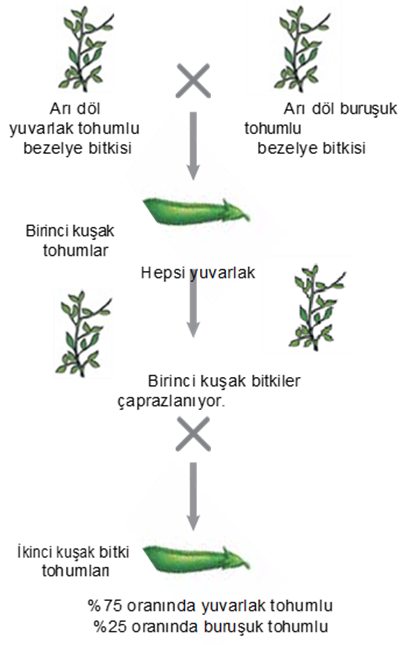 Arı döl
yuvarlak tohumlu
bezelye bitkisi
Arı döl buruşuk
tohumlu
bezelye bitkisi
Birinci kuşak
tohumlar
Hepsi yuvarlak
Birinci kuşak bitkiler
çaprazlanıyor.
İkinci kuşak bitki
tohumları
%75 oranında yuvarlak tohumlu
%25 oranında buruşuk tohumlu